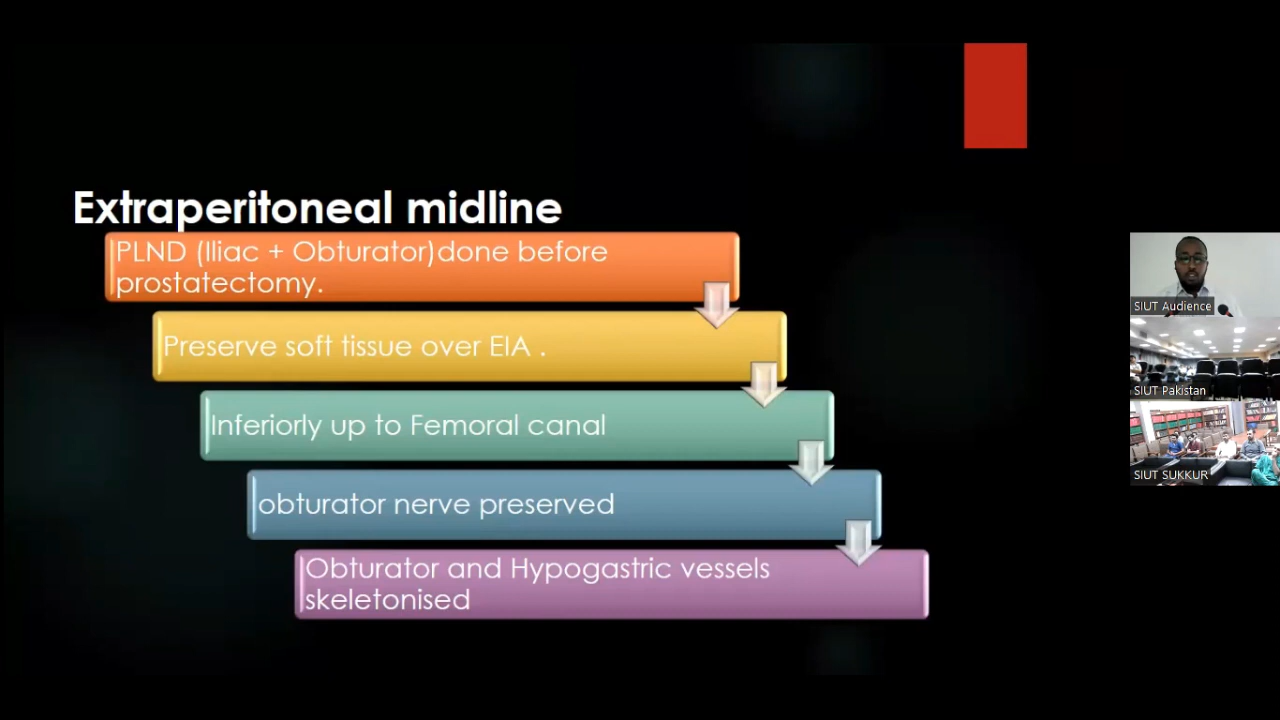 Extraperitoneal midline
PLND (Iliac + Obturator)done before
prostatectomy.
Preserve soft tissue over EIA .
Inferiorly up to Femoral canal
obturator nerve preserved
Obturator and Hypogastric vessels
skeletonised
SIUT Audience
SIUT Pakistan
SIUT SUKKUR